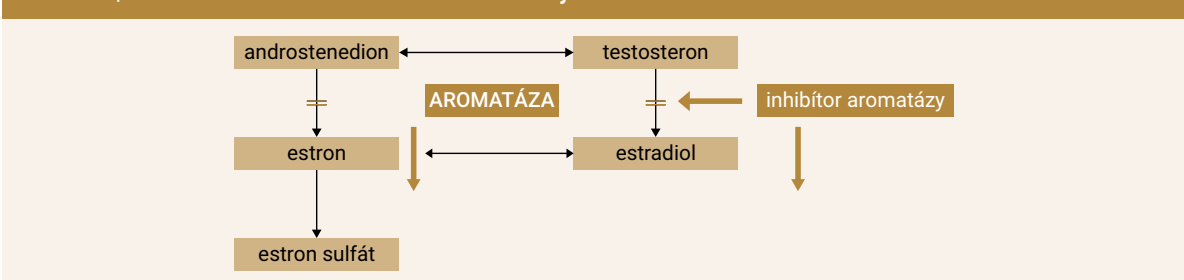 androstenedion
testosteron
AROMATÁZA
inhibítor aromatázy
estron
estradiol
estron sulfát